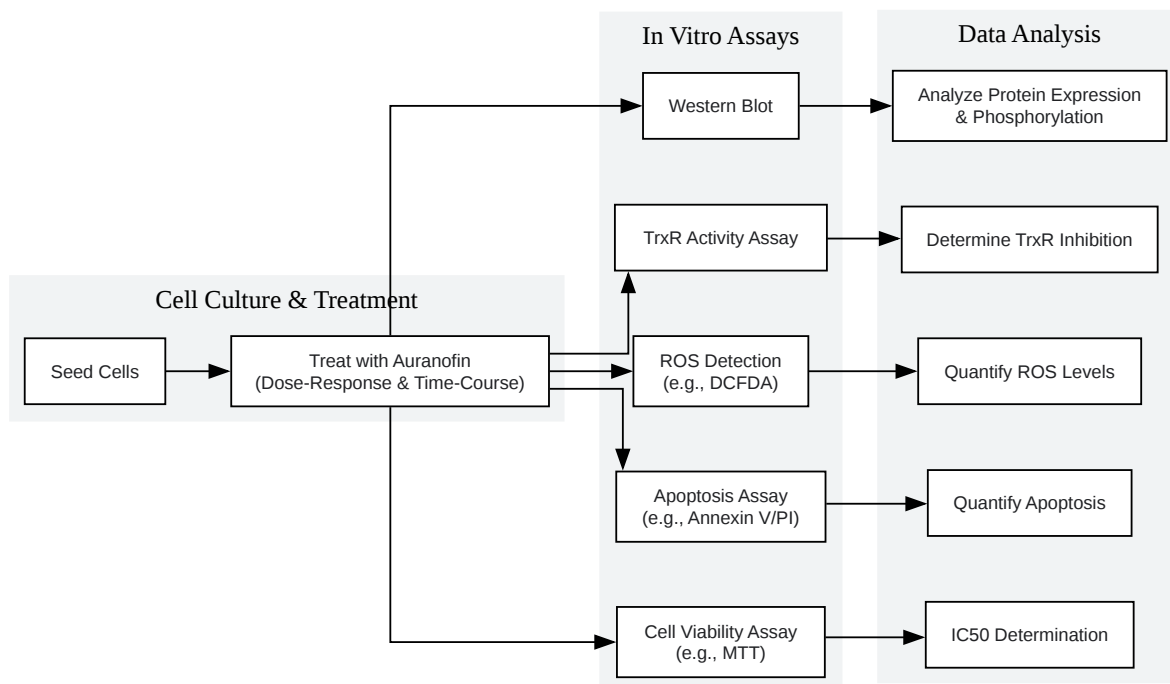 In Vitro Assays
Data Analysis
Western Blot
Analyze Protein Expression
& Phosphorylation
TrxR Activity Assay
Determine TrxR Inhibition
Cell Culture & Treatment
Seed Cells
Treat with Auranofin
(Dose-Response & Time-Course)
ROS Detection
(e.g., DCFDA)
Quantify ROS Levels
Apoptosis Assay
(e.g., Annexin V/PI)
Quantify Apoptosis
Cell Viability Assay
(e.g., MTT)
IC50 Determination